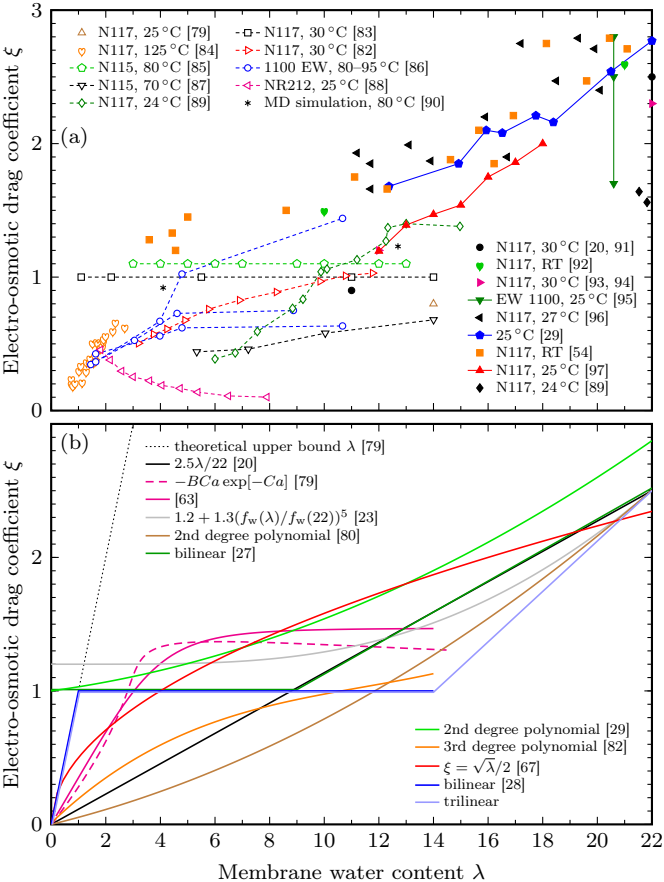 3
2
1
0
Electro-osmotic drag coefficient ξ
N117, 25 °C [79]
N117, 125 °C [84]
N115, 80 °C [85]
N115, 70 °C [87]
N117, 24 °C [89]
N117, 30 °C [83]
N117, 30 °C [82]
1100 EW, 80–95 °C [86]
NR212, 25 °C [88]
MD simulation, 80 °C [90]
(a)
N117, 30 °C [20, 91]
N117, RT [92]
N117, 30 °C [93, 94]
EW 1100, 25 °C [95]
N117, 27 °C [96]
25 °C [29]
N117, RT [54]
N117, 25 °C [97]
N117, 24 °C [89]
(b)
theoretical upper bound λ [79]
2.5λ/22 [20]
−BCa exp[−Ca] [79]
[63]
1.2 + 1.3(f_w(λ)/f_w(22))⁵ [23]
2nd degree polynomial [80]
bilinear [27]
2
1
0
Electro-osmotic drag coefficient ξ
2nd degree polynomial [29]
3rd degree polynomial [82]
ξ = √λ/2 [67]
bilinear [28]
trilinear
0 2 4 6 8 10 12 14 16 18 20 22
Membrane water content λ